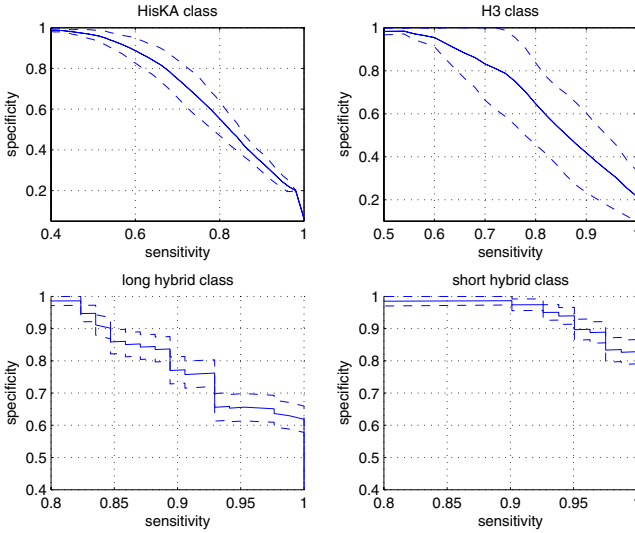 HisKA class
1
0.8
0.6
0.4
0.2
specificity
0.4 0.6 0.8 1
sensitivity
H3 class
1
0.8
0.6
0.4
0.2
specificity
0.5 0.6 0.7 0.8 0.9 1
sensitivity
long hybrid class
1
0.9
0.8
0.7
0.6
0.5
0.4
specificity
0.8 0.85 0.9 0.95 1
sensitivity
short hybrid class
1
0.9
0.8
0.7
0.6
0.5
0.4
specificity
0.8 0.85 0.9 0.95 1
sensitivity